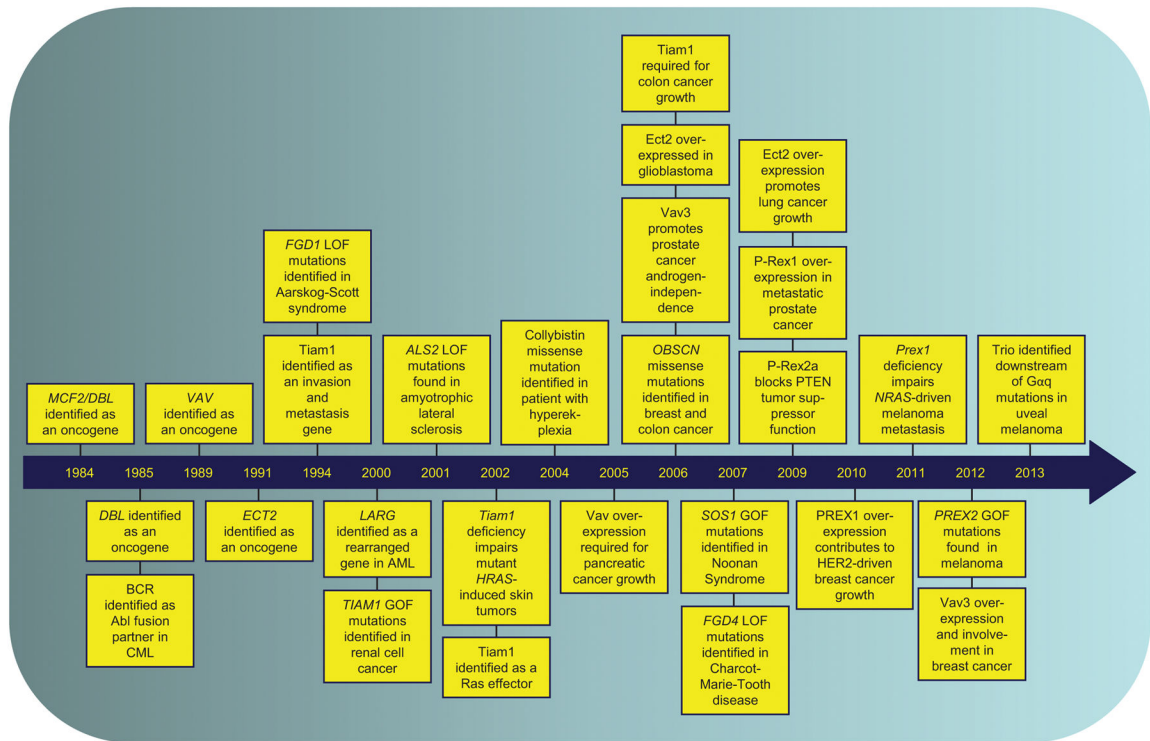 Tiam1
required for
colon cancer
growth
Ect2 over-
expressed in
glioblastoma
Vav3
promotes
prostate
cancer
androgen-
indepen-
dence
OBSCN
missense
mutations
identified in
breast and
colon cancer
Ect2 over-
expression
promotes
lung cancer
growth
P-Rex1 over-
expression in
metastatic
prostate
cancer
P-Rex2a
blocks PTEN
tumor sup-
pressor
function
FGD1 LOF
mutations
identified in
Aarskog-Scott
syndrome
Tiam1
identified as
an invasion
and
metastasis
gene
MCF2/DBL
identified as
an oncogene
VAV
identified as
an oncogene
ALS2 LOF
mutations
found in
amyotrophic
lateral
sclerosis
Collybistin
missense
mutation
identified in
patient with
hyperek-
plexia
Prex1
deficiency
impairs
NRAS-driven
melanoma
metastasis
Trio identified
downstream
of Gαq
mutations in
uveal
melanoma
1984 1985 1989 1991 1994 2000 2001 2002 2004 2005 2006 2007 2009 2010 2011 2012 2013
DBL identified
as an
oncogene
BCR
identified as
Abl fusion
partner in
CML
ECT2
identified as
an oncogene
LARG
identified as a
rearranged
gene in AML
TIAM1 GOF
mutations
identified in
renal cell
cancer
Tiam1
deficiency
impairs
mutant
HRAS-
induced skin
tumors
Tiam1
identified as a
Ras effector
Vav over-
expression
required for
pancreatic
cancer growth
SOS1 GOF
mutations
identified in
Noonan
Syndrome
FGD4 LOF
mutations
identified in
Charcot-
Marie-Tooth
disease
PREX1 over-
expression
contributes to
HER2-driven
breast cancer
growth
PREX2 GOF
mutations
found in
melanoma
Vav3 over-
expression
and involve-
ment in
breast cancer